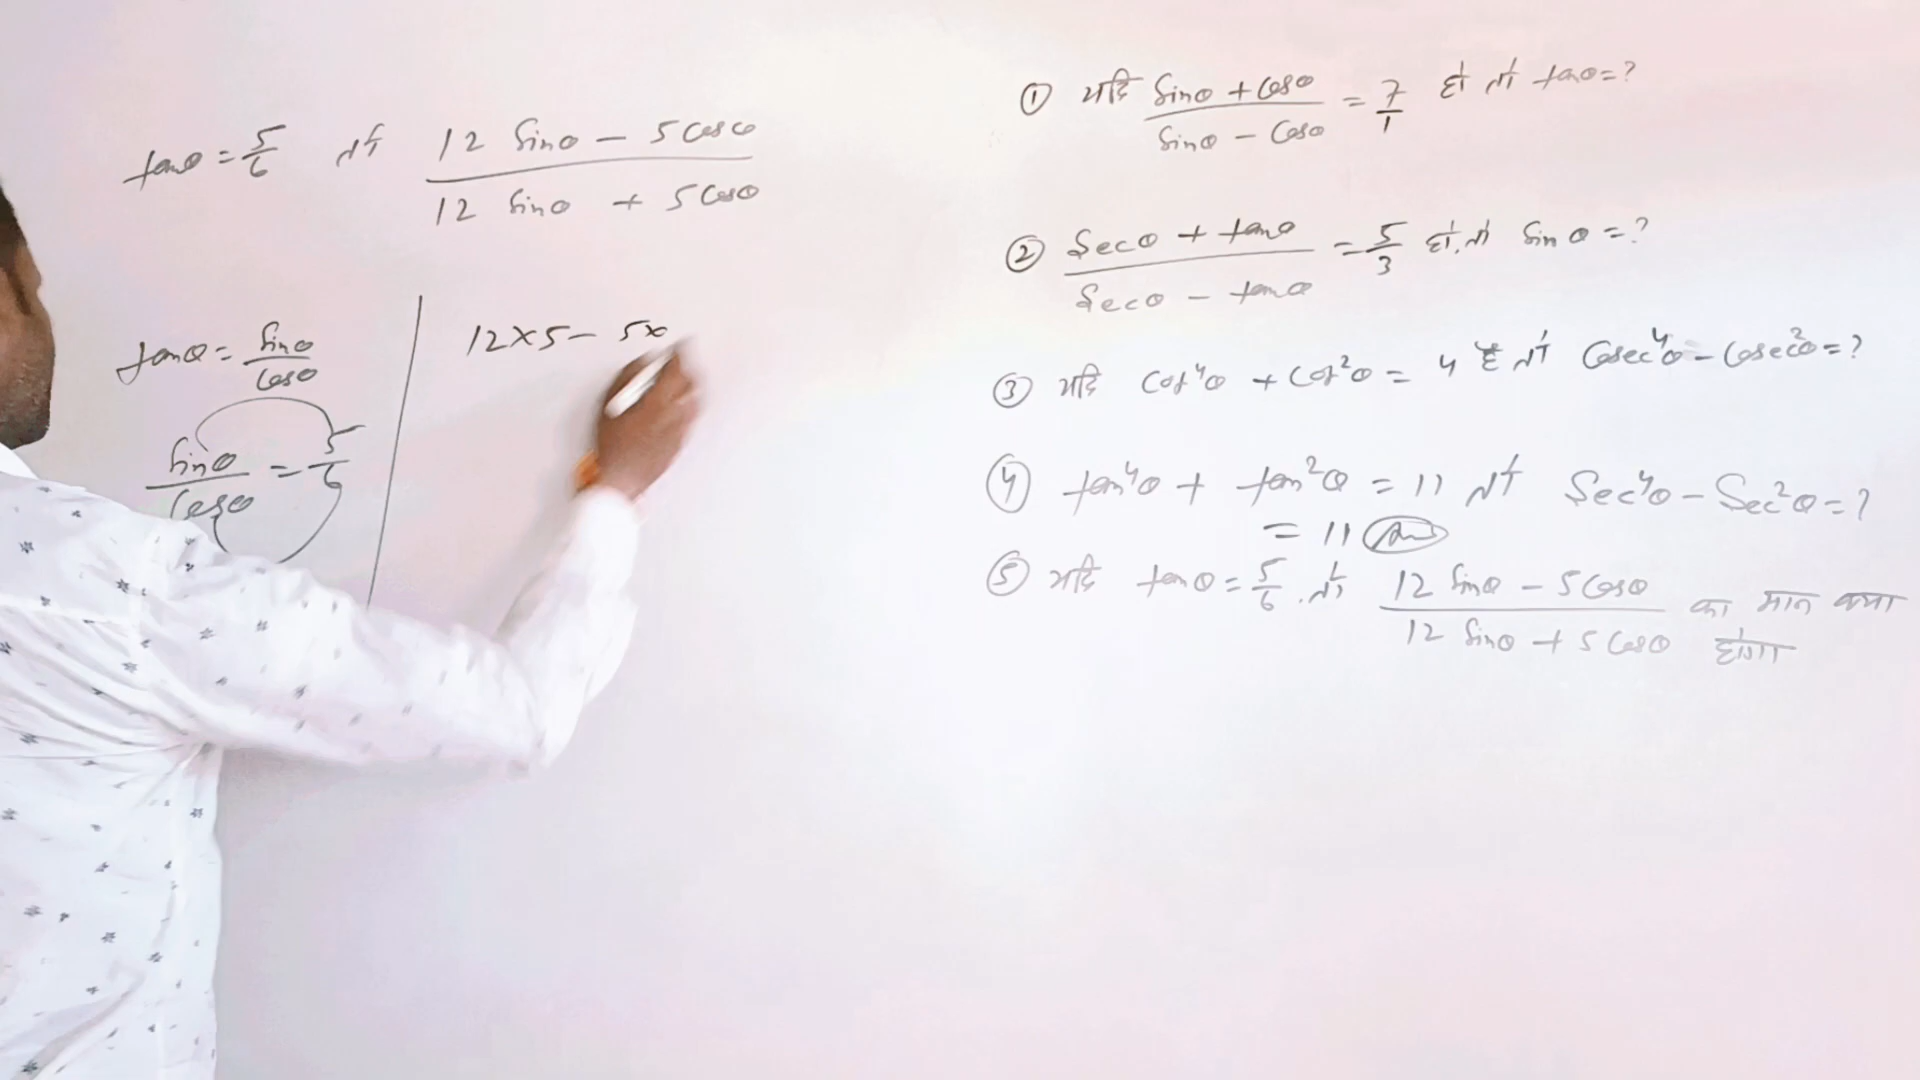 tanθ = 5/6 तो (12 Sinθ − 5 Cosθ)/(12 Sinθ + 5 Cosθ)
tanθ = Sinθ/Cosθ
Sinθ/Cosθ = 5/6
12×5 − 5×
① यदि (Sinθ + Cosθ)/(Sinθ − Cosθ) = 7/1 हो तो tanθ = ?
② (Secθ + tanθ)/(Secθ − tanθ) = 5/3 हो, तो Sinθ = ?
③ यदि Cot⁴θ + Cot²θ = 4 है तो Cosec⁴θ − Cosec²θ = ?
④ tan⁴θ + tan²θ = 11 तो Sec⁴θ − Sec²θ = ?
= 11 Ans
⑤ यदि tanθ = 5/6 . तो (12 Sinθ − 5 Cosθ)/(12 Sinθ + 5 Cosθ) का मान क्या
होगा